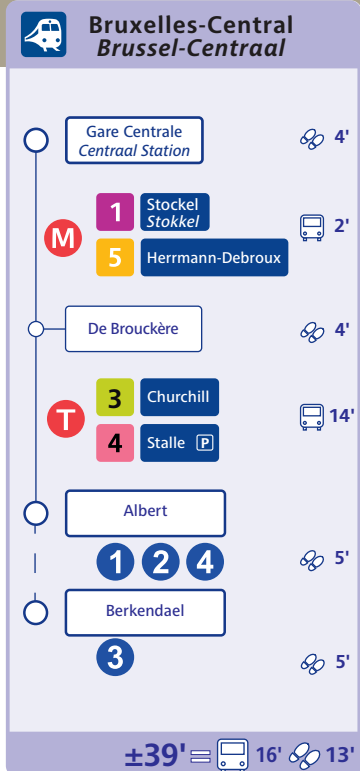 Bruxelles-Central
Brussel-Centraal
Gare Centrale
Centraal Station
4'
M
1
Stockel
Stokkel
5
Herrmann-Debroux
2'
De Brouckère
4'
T
3
Churchill
4
Stalle P
14'
Albert
1 2 4
5'
Berkendael
3
5'
±39' = 16' 13'